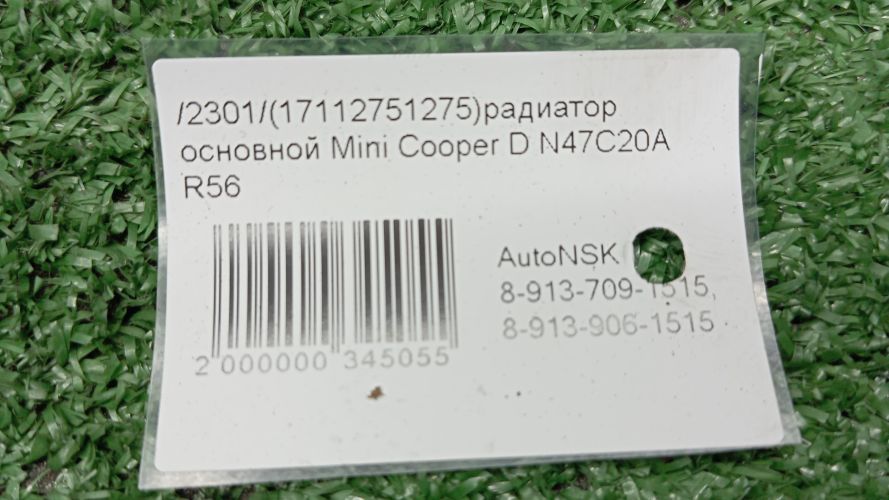 /2301/(17112751275)радиатор
основной Mini Cooper D N47C20A
R56
AutoNSK
8-913-709-1515,
8-913-906-1515
2 000000 345055